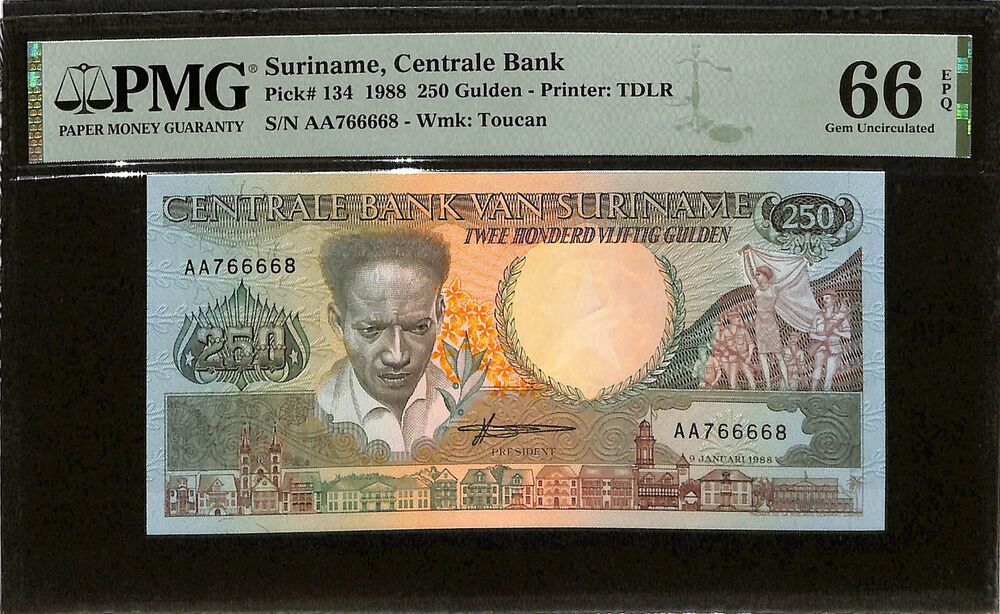 PMG®
PAPER MONEY GUARANTY
Suriname, Centrale Bank
Pick# 134 1988 250 Gulden - Printer: TDLR
S/N AA766668 - Wmk: Toucan
66
EPQ
Gem Uncirculated
CENTRALE BANK VAN SURINAME
250
TWEE HONDERD VIJFTIG GULDEN
AA766668
250
PRESIDENT
AA766668
9 JANUARI 1988